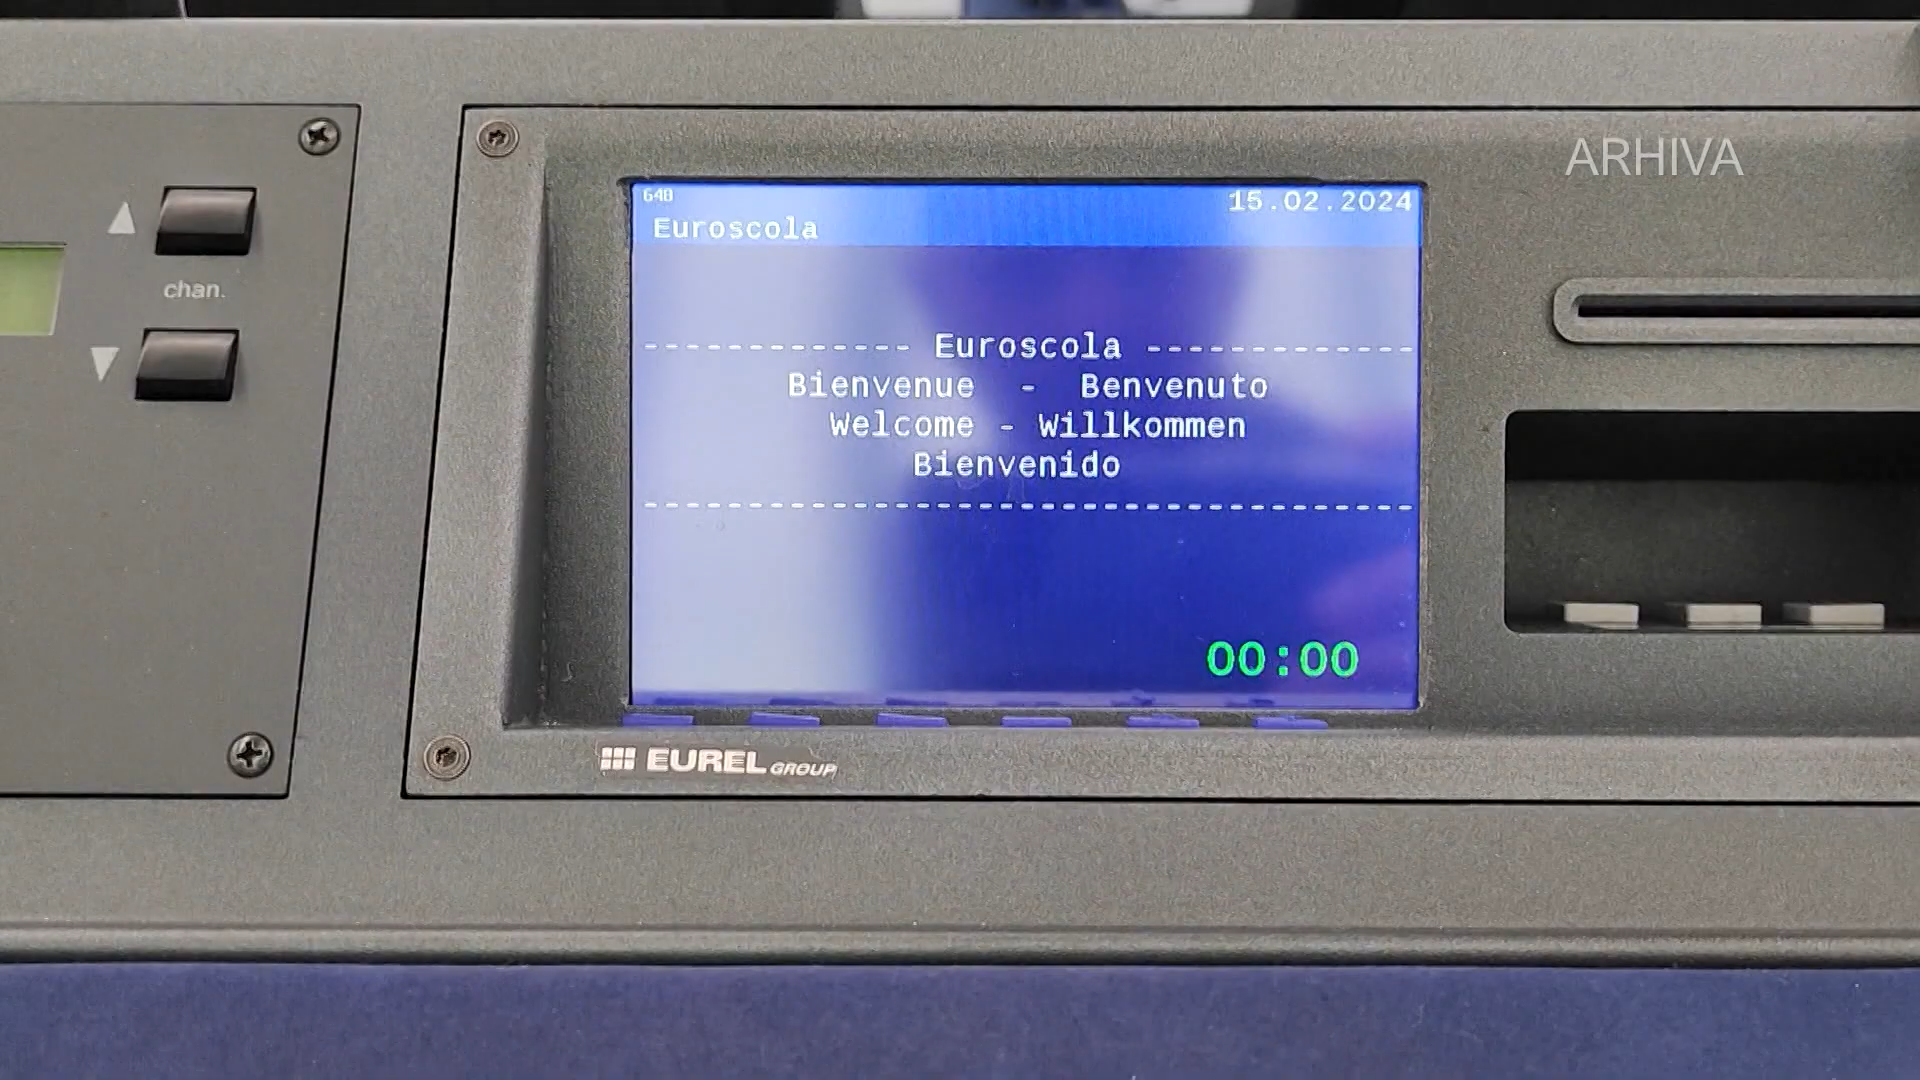 ARHIVA
chan.
640
15.02.2024
Euroscola
------------- Euroscola -------------
Bienvenue - Benvenuto
Welcome - Willkommen
Bienvenido
-------------------------------------
00:00
EUREL GROUP